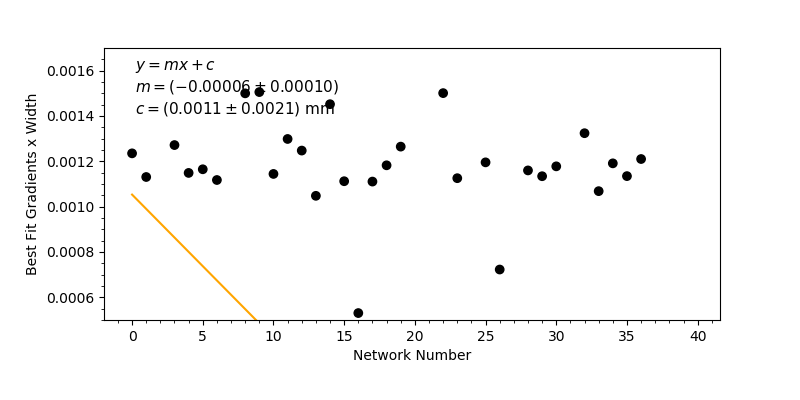 y = mx + c
m = (−0.00006 ± 0.00010)
c = (0.0011 ± 0.0021) mm
Best Fit Gradients x Width
0.0016
0.0014
0.0012
0.0010
0.0008
0.0006
0 5 10 15 20 25 30 35 40
Network Number